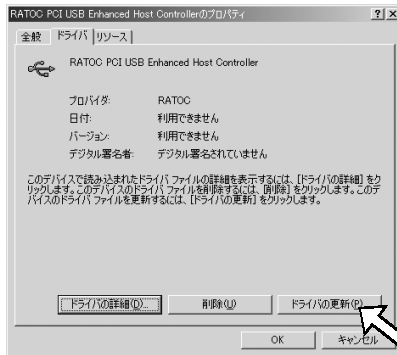 RATOC PCI USB Enhanced Host Controllerのプロパティ
全般 ドライバ リソース
RATOC PCI USB Enhanced Host Controller
プロバイダ: RATOC
日付: 利用できません
バージョン: 利用できません
デジタル署名者: デジタル署名されていません
このデバイスで読み込まれたドライバ ファイルの詳細を表示するには、[ドライバの詳細] をク
リックします。このデバイスのドライバ ファイルを削除するには、[削除] をクリックします。このデ
バイスのドライバ ファイルを更新するには、[ドライバの更新] をクリックします。
ドライバの詳細(D)... 削除(U) ドライバの更新(P)
OK キャンセル